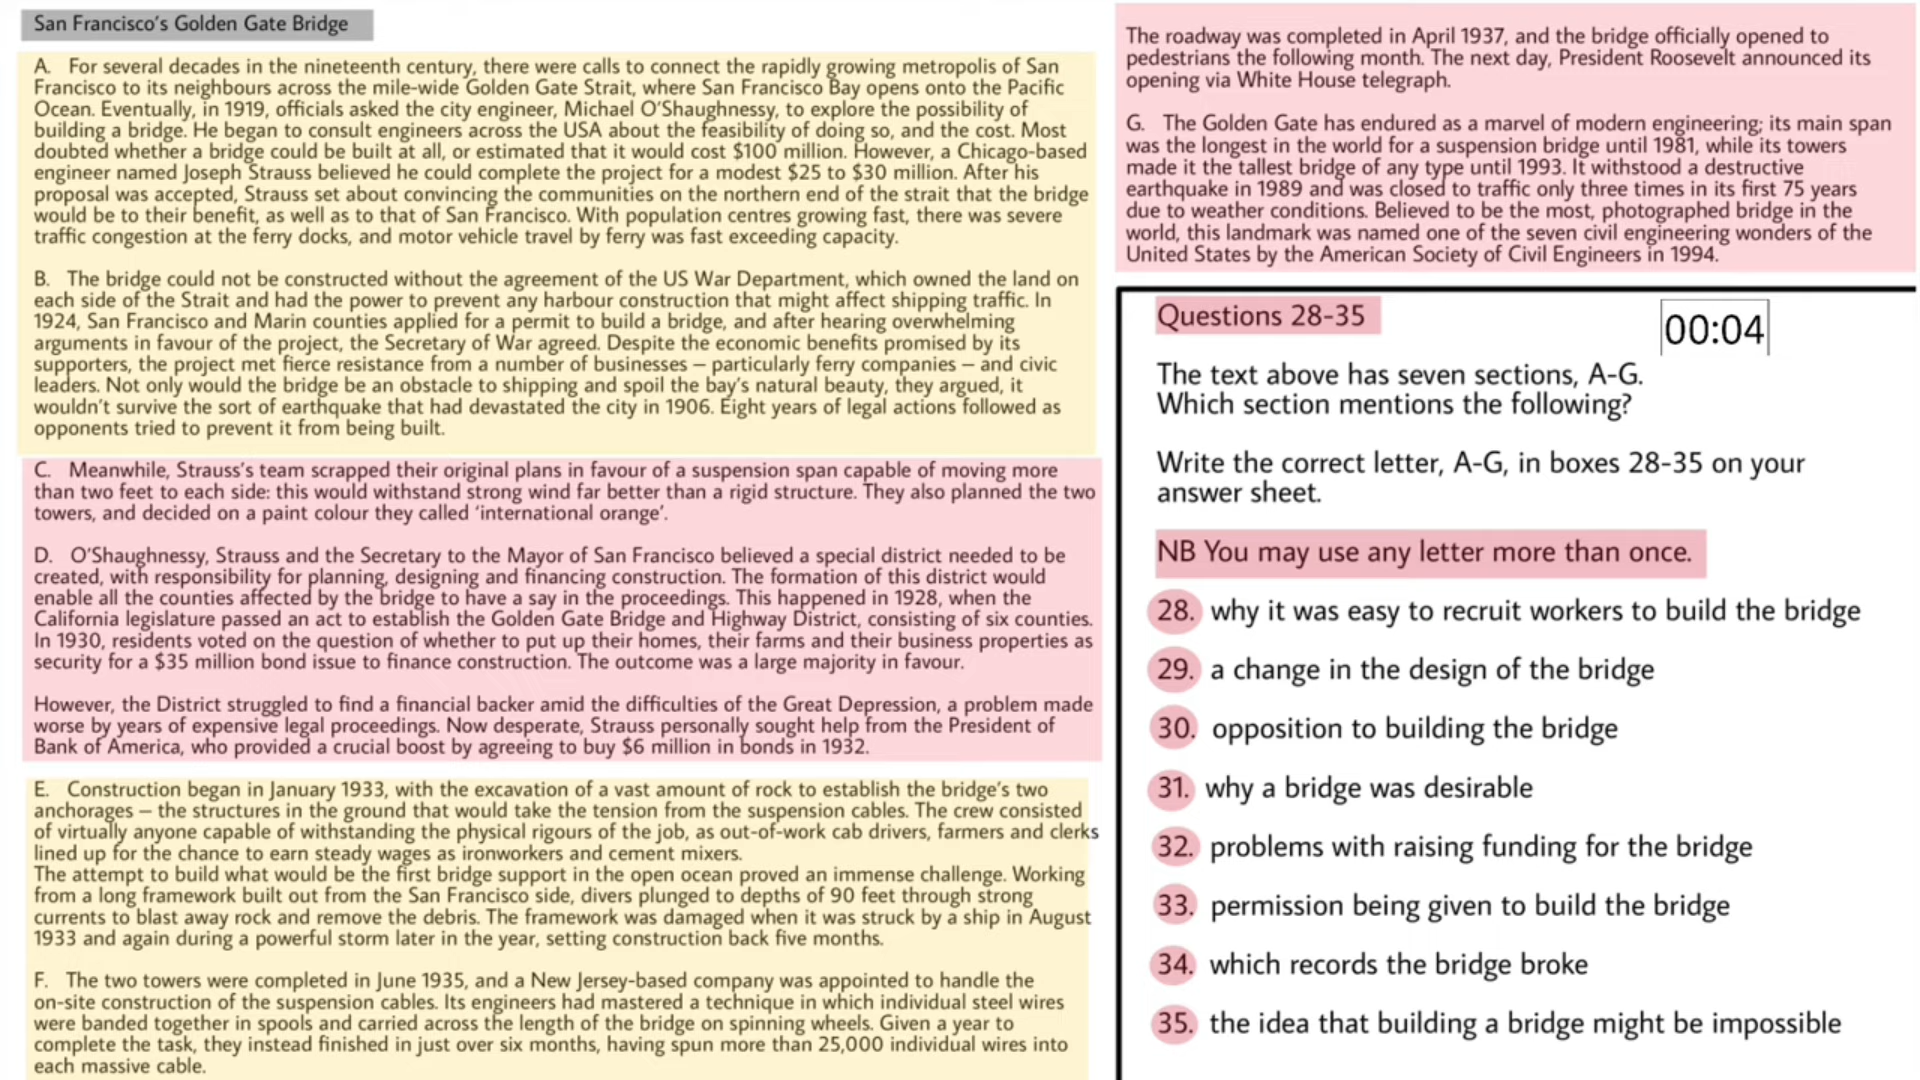 San Francisco's Golden Gate Bridge
A. For several decades in the nineteenth century, there were calls to connect the rapidly growing metropolis of San
Francisco to its neighbours across the mile-wide Golden Gate Strait, where San Francisco Bay opens onto the Pacific
Ocean. Eventually, in 1919, officials asked the city engineer, Michael O'Shaughnessy, to explore the possibility of
building a bridge. He began to consult engineers across the USA about the feasibility of doing so, and the cost. Most
doubted whether a bridge could be built at all, or estimated that it would cost $100 million. However, a Chicago-based
engineer named Joseph Strauss believed he could complete the project for a modest $25 to $30 million. After his
proposal was accepted, Strauss set about convincing the communities on the northern end of the strait that the bridge
would be to their benefit, as well as to that of San Francisco. With population centres growing fast, there was severe
traffic congestion at the ferry docks, and motor vehicle travel by ferry was fast exceeding capacity.
B. The bridge could not be constructed without the agreement of the US War Department, which owned the land on
each side of the Strait and had the power to prevent any harbour construction that might affect shipping traffic. In
1924, San Francisco and Marin counties applied for a permit to build a bridge, and after hearing overwhelming
arguments in favour of the project, the Secretary of War agreed. Despite the economic benefits promised by its
supporters, the project met fierce resistance from a number of businesses – particularly ferry companies – and civic
leaders. Not only would the bridge be an obstacle to shipping and spoil the bay's natural beauty, they argued, it
wouldn't survive the sort of earthquake that had devastated the city in 1906. Eight years of legal actions followed as
opponents tried to prevent it from being built.
C. Meanwhile, Strauss's team scrapped their original plans in favour of a suspension span capable of moving more
than two feet to each side: this would withstand strong wind far better than a rigid structure. They also planned the two
towers, and decided on a paint colour they called 'international orange'.
D. O'Shaughnessy, Strauss and the Secretary to the Mayor of San Francisco believed a special district needed to be
created, with responsibility for planning, designing and financing construction. The formation of this district would
enable all the counties affected by the bridge to have a say in the proceedings. This happened in 1928, when the
California legislature passed an act to establish the Golden Gate Bridge and Highway District, consisting of six counties.
In 1930, residents voted on the question of whether to put up their homes, their farms and their business properties as
security for a $35 million bond issue to finance construction. The outcome was a large majority in favour.
However, the District struggled to find a financial backer amid the difficulties of the Great Depression, a problem made
worse by years of expensive legal proceedings. Now desperate, Strauss personally sought help from the President of
Bank of America, who provided a crucial boost by agreeing to buy $6 million in bonds in 1932.
E. Construction began in January 1933, with the excavation of a vast amount of rock to establish the bridge's two
anchorages – the structures in the ground that would take the tension from the suspension cables. The crew consisted
of virtually anyone capable of withstanding the physical rigours of the job, as out-of-work cab drivers, farmers and clerks
lined up for the chance to earn steady wages as ironworkers and cement mixers.
The attempt to build what would be the first bridge support in the open ocean proved an immense challenge. Working
from a long framework built out from the San Francisco side, divers plunged to depths of 90 feet through strong
currents to blast away rock and remove the debris. The framework was damaged when it was struck by a ship in August
1933 and again during a powerful storm later in the year, setting construction back five months.
F. The two towers were completed in June 1935, and a New Jersey-based company was appointed to handle the
on-site construction of the suspension cables. Its engineers had mastered a technique in which individual steel wires
were banded together in spools and carried across the length of the bridge on spinning wheels. Given a year to
complete the task, they instead finished in just over six months, having spun more than 25,000 individual wires into
each massive cable.
The roadway was completed in April 1937, and the bridge officially opened to
pedestrians the following month. The next day, President Roosevelt announced its
opening via White House telegraph.
G. The Golden Gate has endured as a marvel of modern engineering; its main span
was the longest in the world for a suspension bridge until 1981, while its towers
made it the tallest bridge of any type until 1993. It withstood a destructive
earthquake in 1989 and was closed to traffic only three times in its first 75 years
due to weather conditions. Believed to be the most, photographed bridge in the
world, this landmark was named one of the seven civil engineering wonders of the
United States by the American Society of Civil Engineers in 1994.
Questions 28-35
00:04
The text above has seven sections, A-G.
Which section mentions the following?
Write the correct letter, A-G, in boxes 28-35 on your
answer sheet.
NB You may use any letter more than once.
28. why it was easy to recruit workers to build the bridge
29. a change in the design of the bridge
30. opposition to building the bridge
31. why a bridge was desirable
32. problems with raising funding for the bridge
33. permission being given to build the bridge
34. which records the bridge broke
35. the idea that building a bridge might be impossible